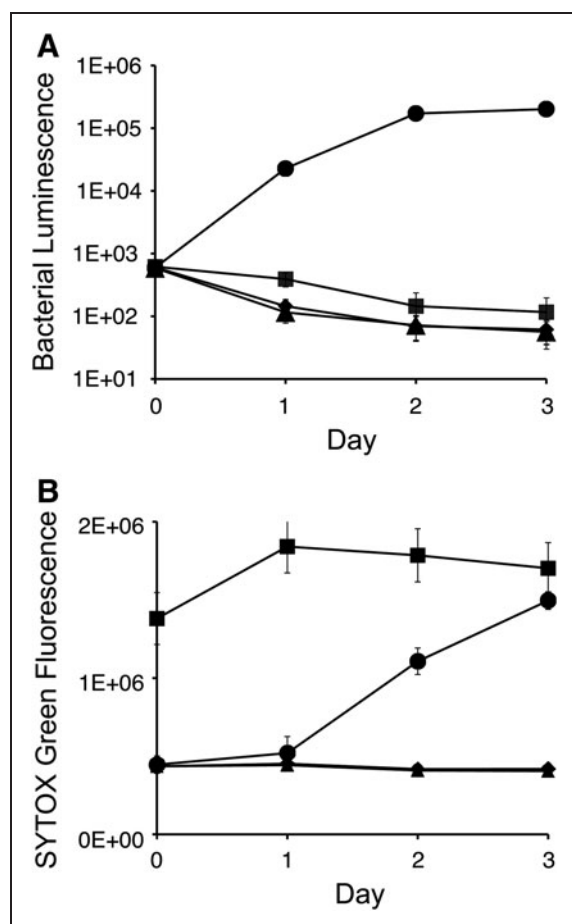 A
Bacterial Luminescence
1E+06
1E+05
1E+04
1E+03
1E+02
1E+01
0 1 2 3
Day
B
SYTOX Green Fluorescence
2E+06
1E+06
0E+00
0 1 2 3
Day